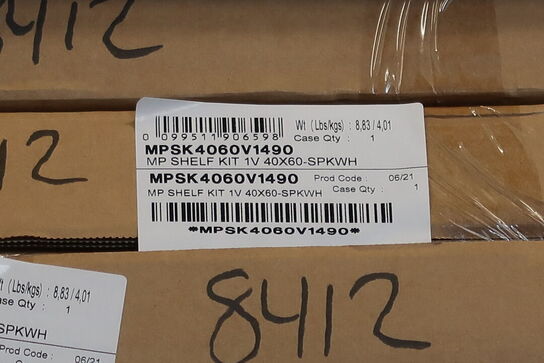 8412
12
Wt (Lbs/kgs) : 8,83 / 4,01
0 099511 906598
Case Qty : 1
MPSK4060V1490
MP SHELF KIT 1V 40X60-SPKWH
MPSK4060V1490 Prod Code : 06/21
MP SHELF KIT 1V 40X60-SPKWH Case Qty : 1
*MPSK4060V1490*
(Lbs/kgs) : 8,83 / 4,01
Qty : 1
SPKWH
Prod Code : 06/21
8412